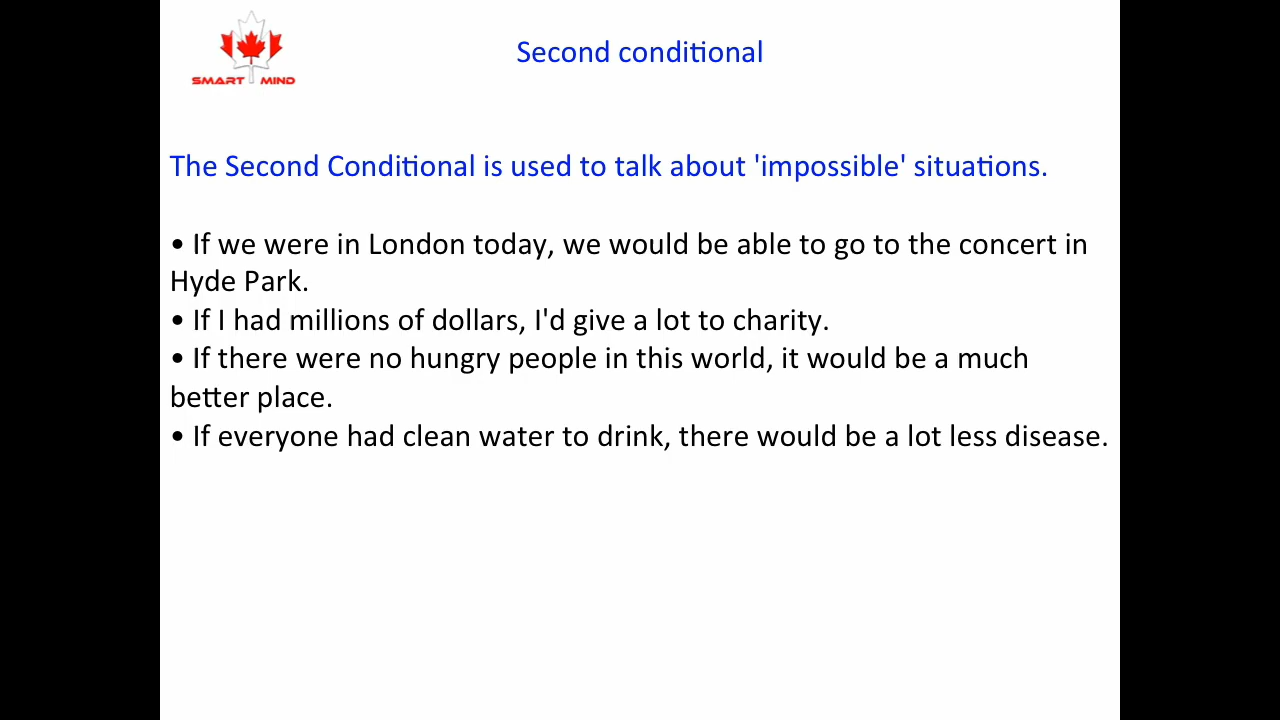 SMART MIND
Second conditional
The Second Conditional is used to talk about 'impossible' situations.
• If we were in London today, we would be able to go to the concert in
Hyde Park.
• If I had millions of dollars, I'd give a lot to charity.
• If there were no hungry people in this world, it would be a much
better place.
• If everyone had clean water to drink, there would be a lot less disease.